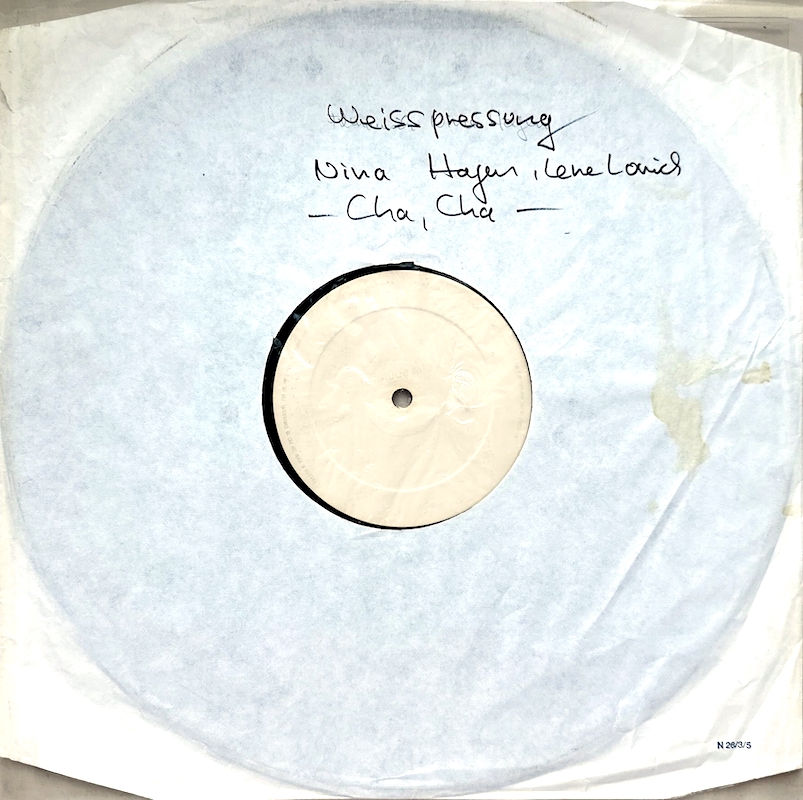 Weisspressung
Nina Hagen, Lene Lovich
— Cha, Cha —
N 26/3/5